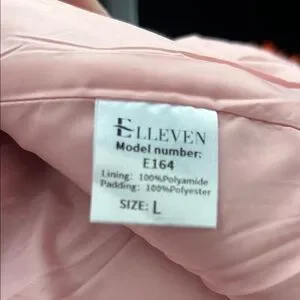 ELLEVEN
Model number:
E164
Lining: 100%Polyamide
Padding: 100%Polyester
SIZE: L